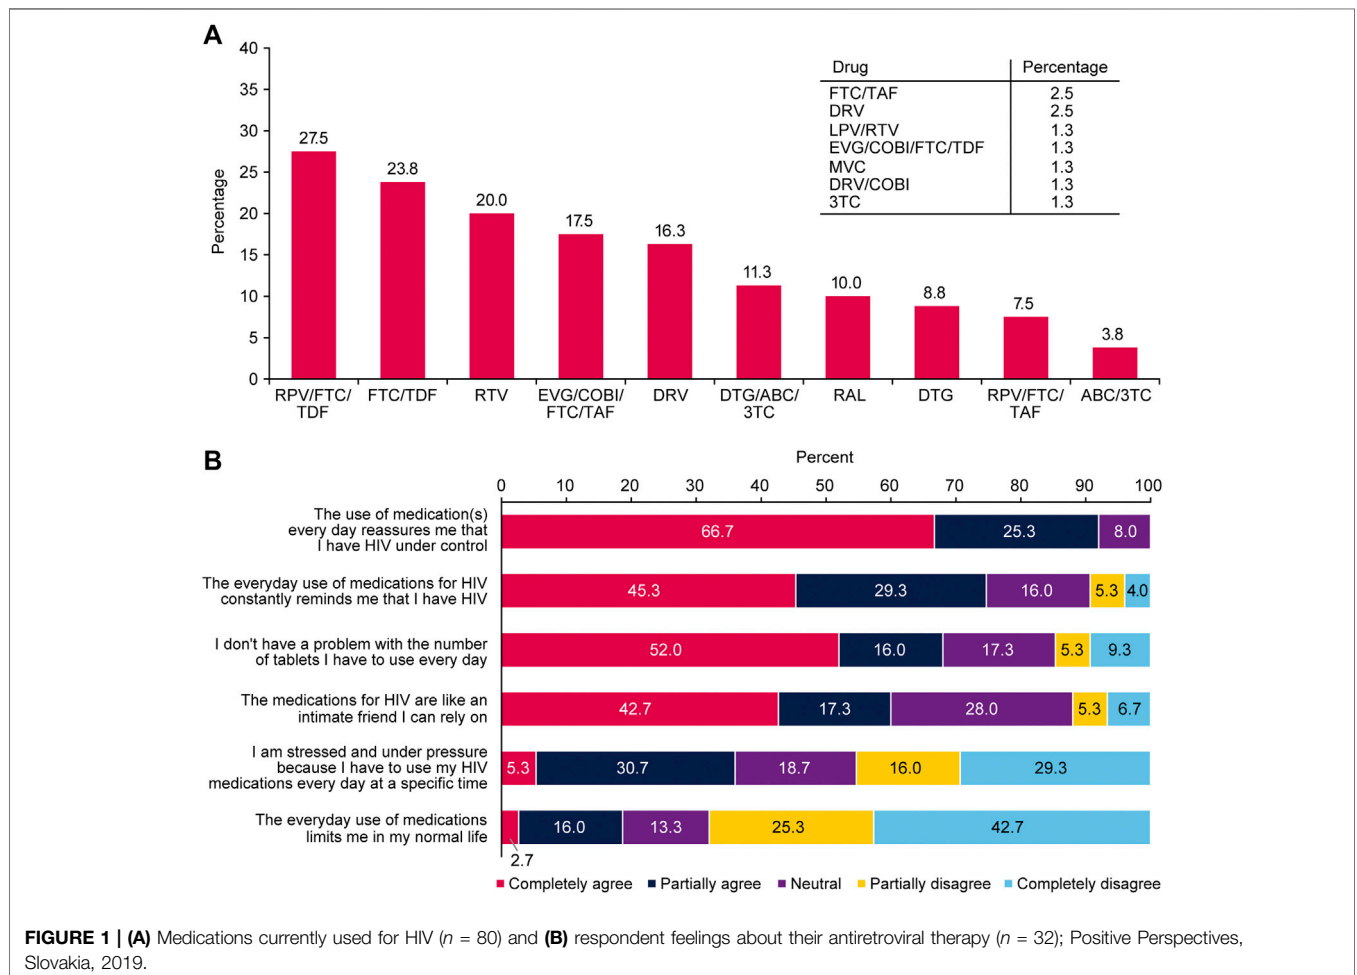 A
40
35
30
25
20
15
10
5
0
Percentage
27.5
23.8
20.0
17.5
16.3
11.3
10.0
8.8
7.5
3.8
RPV/FTC/
TDF
FTC/TDF
RTV
EVG/COBI/
FTC/TAF
DRV
DTG/ABC/
3TC
RAL
DTG
RPV/FTC/
TAF
ABC/3TC
Drug Percentage
FTC/TAF 2.5
DRV 2.5
LPV/RTV 1.3
EVG/COBI/FTC/TDF 1.3
MVC 1.3
DRV/COBI 1.3
3TC 1.3
B
Percent
0 10 20 30 40 50 60 70 80 90 100
The use of medication(s)
every day reassures me that
I have HIV under control
66.7 25.3 8.0
The everyday use of medications for HIV
constantly reminds me that I have HIV
45.3 29.3 16.0 5.3 4.0
I don't have a problem with the number
of tablets I have to use every day
52.0 16.0 17.3 5.3 9.3
The medications for HIV are like an
intimate friend I can rely on
42.7 17.3 28.0 5.3 6.7
I am stressed and under pressure
because I have to use my HIV
medications every day at a specific time
5.3 30.7 18.7 16.0 29.3
The everyday use of medications
limits me in my normal life
2.7 16.0 13.3 25.3 42.7
Completely agree Partially agree Neutral Partially disagree Completely disagree
FIGURE 1 | (A) Medications currently used for HIV (n = 80) and (B) respondent feelings about their antiretroviral therapy (n = 32); Positive Perspectives,
Slovakia, 2019.